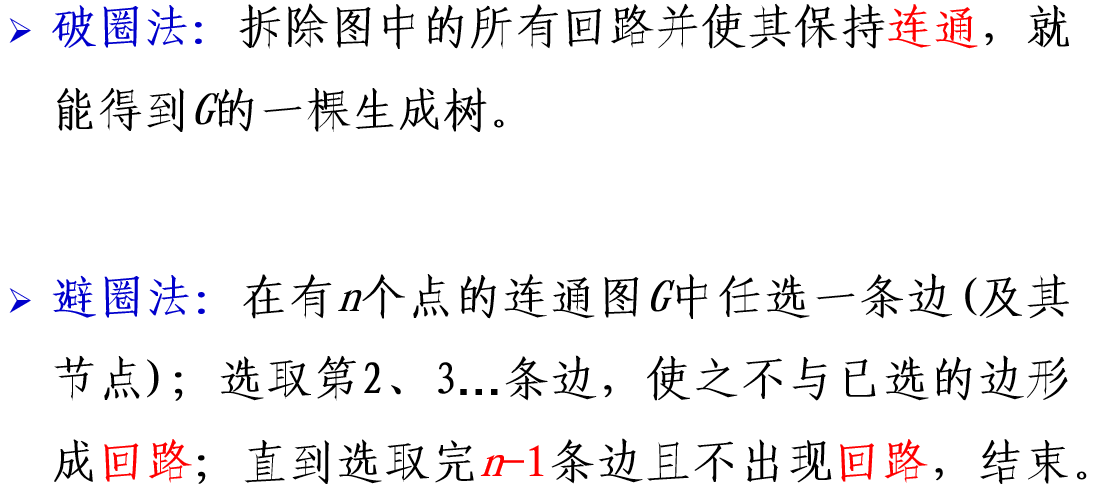 ➢ 破圈法：拆除图中的所有回路并使其保持连通，就
能得到G的一棵生成树。
➢ 避圈法：在有n个点的连通图G中任选一条边(及其
节点)；选取第2、3...条边，使之不与已选的边形
成回路；直到选取完n-1条边且不出现回路，结束。